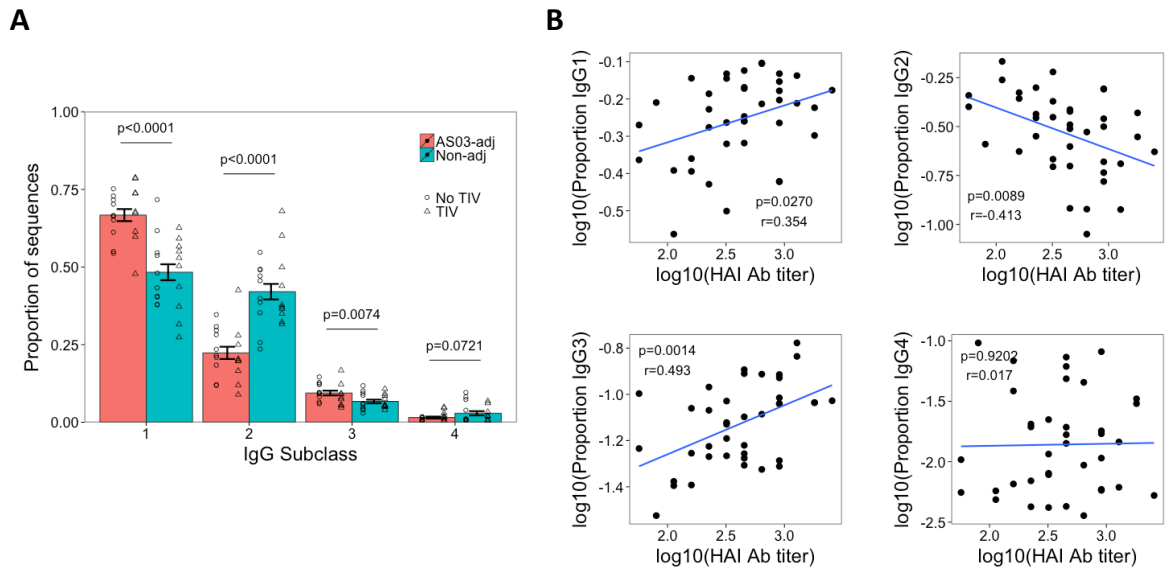 A
B
Proportion of sequences
1.00
0.75
0.50
0.25
0.00
p<0.0001
p<0.0001
p=0.0074
p=0.0721
AS03-adj
Non-adj
No TIV
TIV
1 2 3 4
IgG Subclass
log10(Proportion IgG1)
-0.1
-0.2
-0.3
-0.4
-0.5
p=0.0270
r=0.354
2.0 2.5 3.0
log10(HAI Ab titer)
log10(Proportion IgG2)
-0.25
-0.50
-0.75
-1.00
p=0.0089
r=-0.413
2.0 2.5 3.0
log10(HAI Ab titer)
log10(Proportion IgG3)
-0.8
-1.0
-1.2
-1.4
p=0.0014
r=0.493
2.0 2.5 3.0
log10(HAI Ab titer)
log10(Proportion IgG4)
-1.0
-1.5
-2.0
-2.5
p=0.9202
r=0.017
2.0 2.5 3.0
log10(HAI Ab titer)